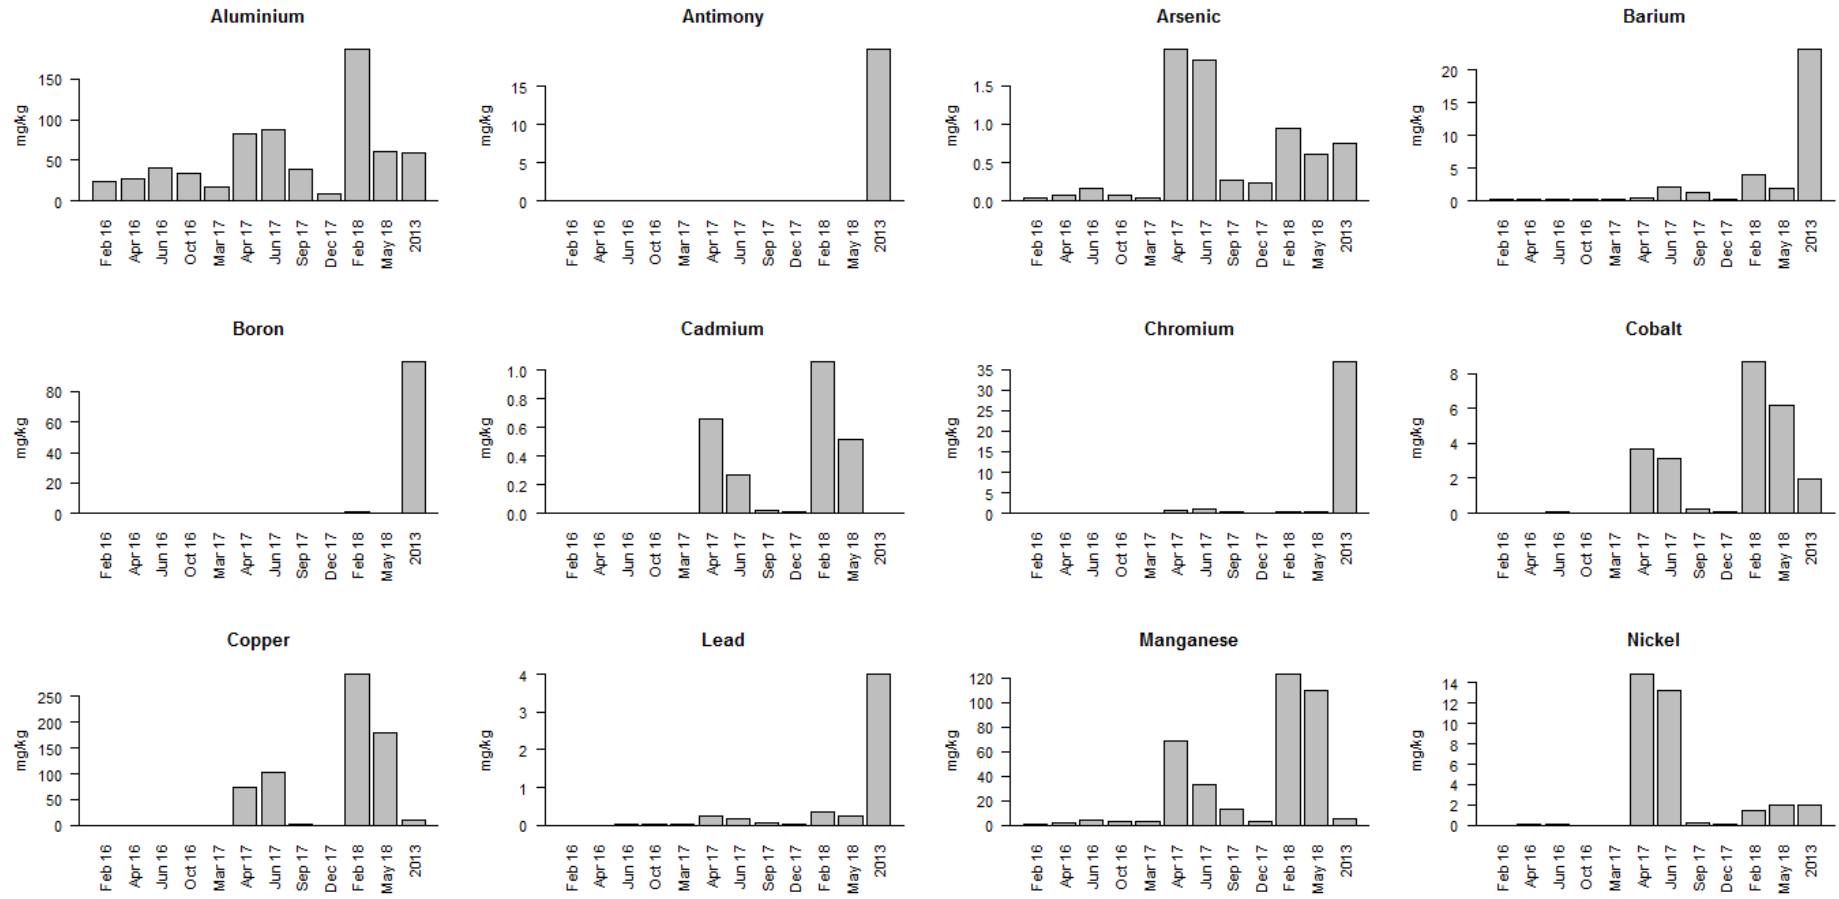 Aluminium
mg/kg
150
100
50
0
Feb 16
Apr 16
Jun 16
Oct 16
Mar 17
Apr 17
Jun 17
Sep 17
Dec 17
Feb 18
May 18
2013
Antimony
mg/kg
15
10
5
0
Feb 16
Apr 16
Jun 16
Oct 16
Mar 17
Apr 17
Jun 17
Sep 17
Dec 17
Feb 18
May 18
2013
Arsenic
mg/kg
1.5
1.0
0.5
0.0
Feb 16
Apr 16
Jun 16
Oct 16
Mar 17
Apr 17
Jun 17
Sep 17
Dec 17
Feb 18
May 18
2013
Barium
mg/kg
20
15
10
5
0
Feb 16
Apr 16
Jun 16
Oct 16
Mar 17
Apr 17
Jun 17
Sep 17
Dec 17
Feb 18
May 18
2013
Boron
mg/kg
80
60
40
20
0
Feb 16
Apr 16
Jun 16
Oct 16
Mar 17
Apr 17
Jun 17
Sep 17
Dec 17
Feb 18
May 18
2013
Cadmium
mg/kg
1.0
0.8
0.6
0.4
0.2
0.0
Feb 16
Apr 16
Jun 16
Oct 16
Mar 17
Apr 17
Jun 17
Sep 17
Dec 17
Feb 18
May 18
2013
Chromium
mg/kg
35
30
25
20
15
10
5
0
Feb 16
Apr 16
Jun 16
Oct 16
Mar 17
Apr 17
Jun 17
Sep 17
Dec 17
Feb 18
May 18
2013
Cobalt
mg/kg
8
6
4
2
0
Feb 16
Apr 16
Jun 16
Oct 16
Mar 17
Apr 17
Jun 17
Sep 17
Dec 17
Feb 18
May 18
2013
Copper
mg/kg
250
200
150
100
50
0
Feb 16
Apr 16
Jun 16
Oct 16
Mar 17
Apr 17
Jun 17
Sep 17
Dec 17
Feb 18
May 18
2013
Lead
mg/kg
4
3
2
1
0
Feb 16
Apr 16
Jun 16
Oct 16
Mar 17
Apr 17
Jun 17
Sep 17
Dec 17
Feb 18
May 18
2013
Manganese
mg/kg
120
100
80
60
40
20
0
Feb 16
Apr 16
Jun 16
Oct 16
Mar 17
Apr 17
Jun 17
Sep 17
Dec 17
Feb 18
May 18
2013
Nickel
mg/kg
14
12
10
8
6
4
2
0
Feb 16
Apr 16
Jun 16
Oct 16
Mar 17
Apr 17
Jun 17
Sep 17
Dec 17
Feb 18
May 18
2013